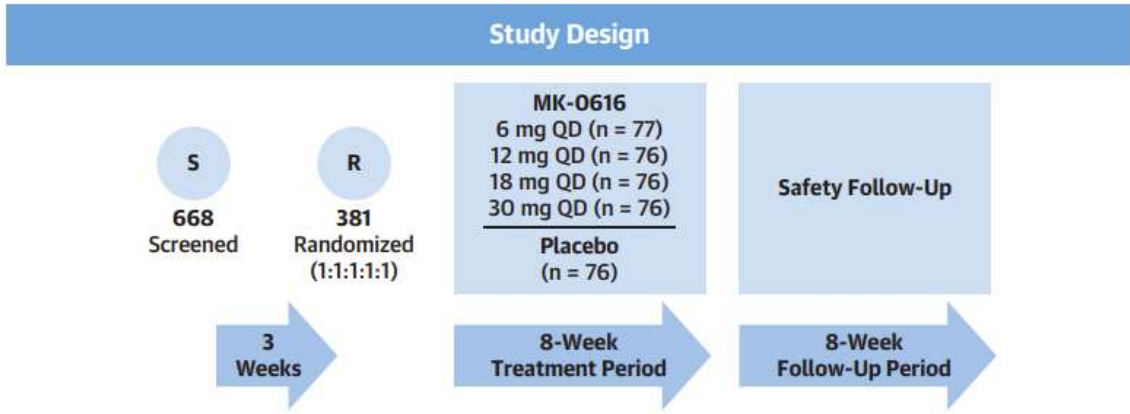 Study Design
S
668
Screened
R
381
Randomized
(1:1:1:1:1)
MK-0616
6 mg QD (n = 77)
12 mg QD (n = 76)
18 mg QD (n = 76)
30 mg QD (n = 76)
Placebo
(n = 76)
Safety Follow-Up
3
Weeks
8-Week
Treatment Period
8-Week
Follow-Up Period